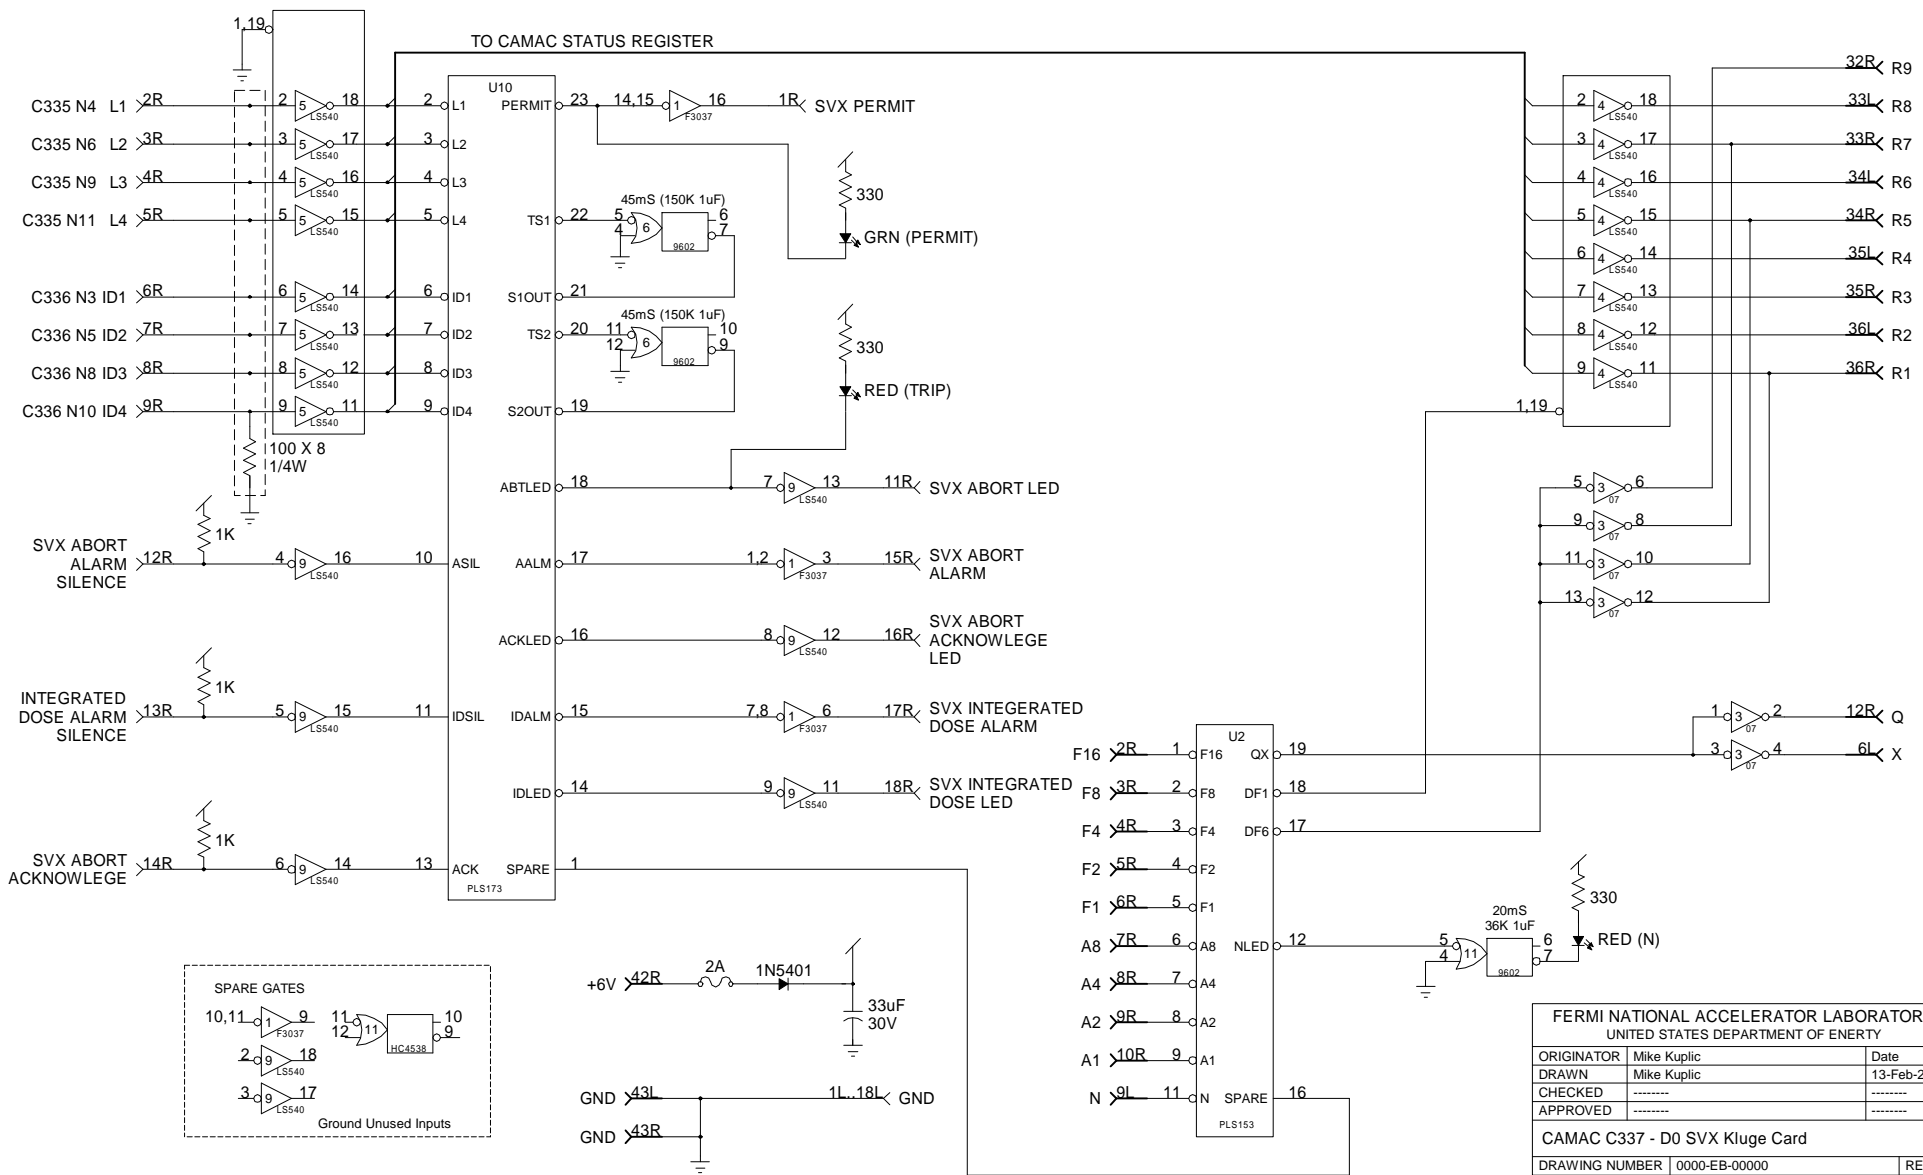 1,19
TO CAMAC STATUS REGISTER
C335 N4 L1 2R 2 5 18 LS540 2 L1
C335 N6 L2 3R 3 5 17 LS540 3 L2
C335 N9 L3 4R 4 5 16 LS540 4 L3
C335 N11 L4 5R 5 5 15 LS540 5 L4
C336 N3 ID1 6R 6 5 14 LS540 6 ID1
C336 N5 ID2 7R 7 5 13 LS540 7 ID2
C336 N8 ID3 8R 8 5 12 LS540 8 ID3
C336 N10 ID4 9R 9 5 11 LS540 9 ID4
100 X 8
1/4W
1K
SVX ABORT
ALARM
SILENCE
12R 4 9 16 LS540 10 ASIL
1K
INTEGRATED
DOSE ALARM
SILENCE
13R 5 9 15 LS540 11 IDSIL
1K
SVX ABORT
ACKNOWLEGE
14R 6 9 14 LS540 13 ACK
U10
PERMIT 23 14,15 1 16 F3037 1R SVX PERMIT
330
GRN (PERMIT)
45mS (150K 1uF)
TS1 22 5 4 6 9602 6 7
S1OUT 21
45mS (150K 1uF)
TS2 20 11 12 6 9602 10 9
S2OUT 19
330
RED (TRIP)
ABTLED 18 7 9 13 LS540 11R SVX ABORT LED
AALM 17 1,2 1 3 F3037 15R SVX ABORT
ALARM
ACKLED 16 8 9 12 LS540 16R SVX ABORT
ACKNOWLEGE
LED
IDALM 15 7,8 1 6 F3037 17R SVX INTEGERATED
DOSE ALARM
IDLED 14 9 9 11 LS540 18R SVX INTEGRATED
DOSE LED
SPARE 1
PLS173
32R R9
2 4 18 LS540 33L R8
3 4 17 LS540 33R R7
4 4 16 LS540 34L R6
5 4 15 LS540 34R R5
6 4 14 LS540 35L R4
7 4 13 LS540 35R R3
8 4 12 LS540 36L R2
9 4 11 LS540 36R R1
1,19
5 3 6 07
9 3 8 07
11 3 10 07
13 3 12 07
1 3 2 07 12R Q
3 3 4 07 6L X
U2
F16 2R 1 F16 QX 19
F8 3R 2 F8 DF1 18
F4 4R 3 F4 DF6 17
F2 5R 4 F2
F1 6R 5 F1
A8 7R 6 A8 NLED 12
A4 8R 7 A4
A2 9R 8 A2
A1 10R 9 A1
N 9L 11 N SPARE 16
PLS153
20mS
36K 1uF
5 4 11 9602 6 7
330
RED (N)
SPARE GATES
10,11 1 9 F3037
2 9 18 LS540
3 9 17 LS540
11 12 11 HC4538 10 9
Ground Unused Inputs
+6V 42R 2A 1N5401
33uF
30V
GND 43L 1L..18L GND
GND 43R
FERMI NATIONAL ACCELERATOR LABORATOR
UNITED STATES DEPARTMENT OF ENERTY
ORIGINATOR Mike Kuplic Date
DRAWN Mike Kuplic 13-Feb-2
CHECKED -------- --------
APPROVED -------- --------
CAMAC C337 - D0 SVX Kluge Card
DRAWING NUMBER 0000-EB-00000 RE